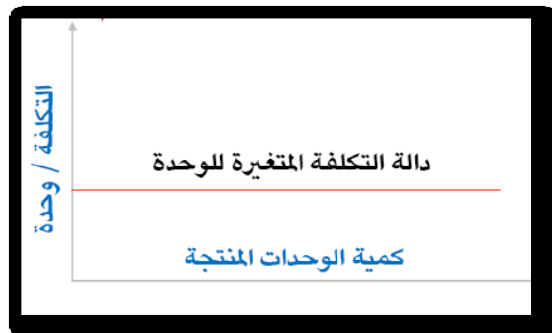 التكلفة / وحدة
دالة التكلفة المتغيرة للوحدة
كمية الوحدات المنتجة